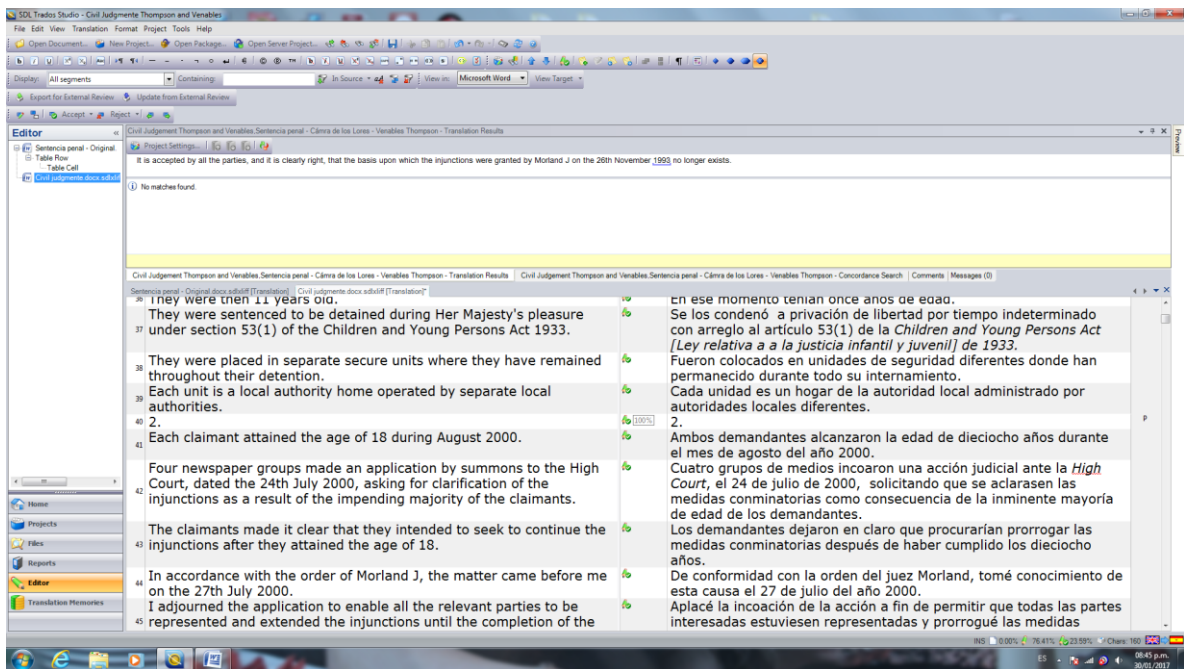 SDL Trados Studio - Civil Judgmente Thompson and Venables
File Edit View Translation Format Project Tools Help
Open Document... New Project... Open Package... Open Server Project...
Display: All segments Containing: In Source View in: Microsoft Word View Target
Export for External Review Update from External Review
Accept Reject
Editor
Civil Judgement Thompson and Venables.Sentencia penal - Cámra de los Lores - Venables Thompson - Translation Results
Preview
Sentencia penal - Original.
Table Row
Table Cell
Civil judgmente.docx.sdlxliff
Project Settings...
It is accepted by all the parties, and it is clearly right, that the basis upon which the injunctions were granted by Morland J on the 26th November 1993 no longer exists.
No matches found.
Civil Judgement Thompson and Venables.Sentencia penal - Cámra de los Lores - Venables Thompson - Translation Results Civil Judgement Thompson and Venables.Sentencia penal - Cámra de los Lores - Venables Thompson - Concordance Search Comments Messages (0)
Sentencia penal - Original.docx.sdlxliff [Translation] Civil judgmente.docx.sdlxliff [Translation]*
36 They were then 11 years old.
En ese momento tenían once años de edad.
37 They were sentenced to be detained during Her Majesty's pleasure
under section 53(1) of the Children and Young Persons Act 1933.
Se los condenó a privación de libertad por tiempo indeterminado
con arreglo al artículo 53(1) de la Children and Young Persons Act
[Ley relativa a a la justicia infantil y juvenil] de 1933.
38 They were placed in separate secure units where they have remained
throughout their detention.
Fueron colocados en unidades de seguridad diferentes donde han
permanecido durante todo su internamiento.
39 Each unit is a local authority home operated by separate local
authorities.
Cada unidad es un hogar de la autoridad local administrado por
autoridades locales diferentes.
40 2. 100% 2. P
41 Each claimant attained the age of 18 during August 2000.
Ambos demandantes alcanzaron la edad de dieciocho años durante
el mes de agosto del año 2000.
42 Four newspaper groups made an application by summons to the High
Court, dated the 24th July 2000, asking for clarification of the
injunctions as a result of the impending majority of the claimants.
Cuatro grupos de medios incoaron una acción judicial ante la High
Court, el 24 de julio de 2000, solicitando que se aclarasen las
medidas conminatorias como consecuencia de la inminente mayoría
de edad de los demandantes.
43 The claimants made it clear that they intended to seek to continue the
injunctions after they attained the age of 18.
Los demandantes dejaron en claro que procurarían prorrogar las
medidas conminatorias después de haber cumplido los dieciocho
años.
44 In accordance with the order of Morland J, the matter came before me
on the 27th July 2000.
De conformidad con la orden del juez Morland, tomé conocimiento de
esta causa el 27 de julio del año 2000.
45 I adjourned the application to enable all the relevant parties to be
represented and extended the injunctions until the completion of the
Aplacé la incoación de la acción a fin de permitir que todas las partes
interesadas estuviesen representadas y prorrogué las medidas
Home
Projects
Files
Reports
Editor
Translation Memories
INS 0.00% 76.41% 23.59% Chars: 160
ES 08:45 p.m.
30/01/2017